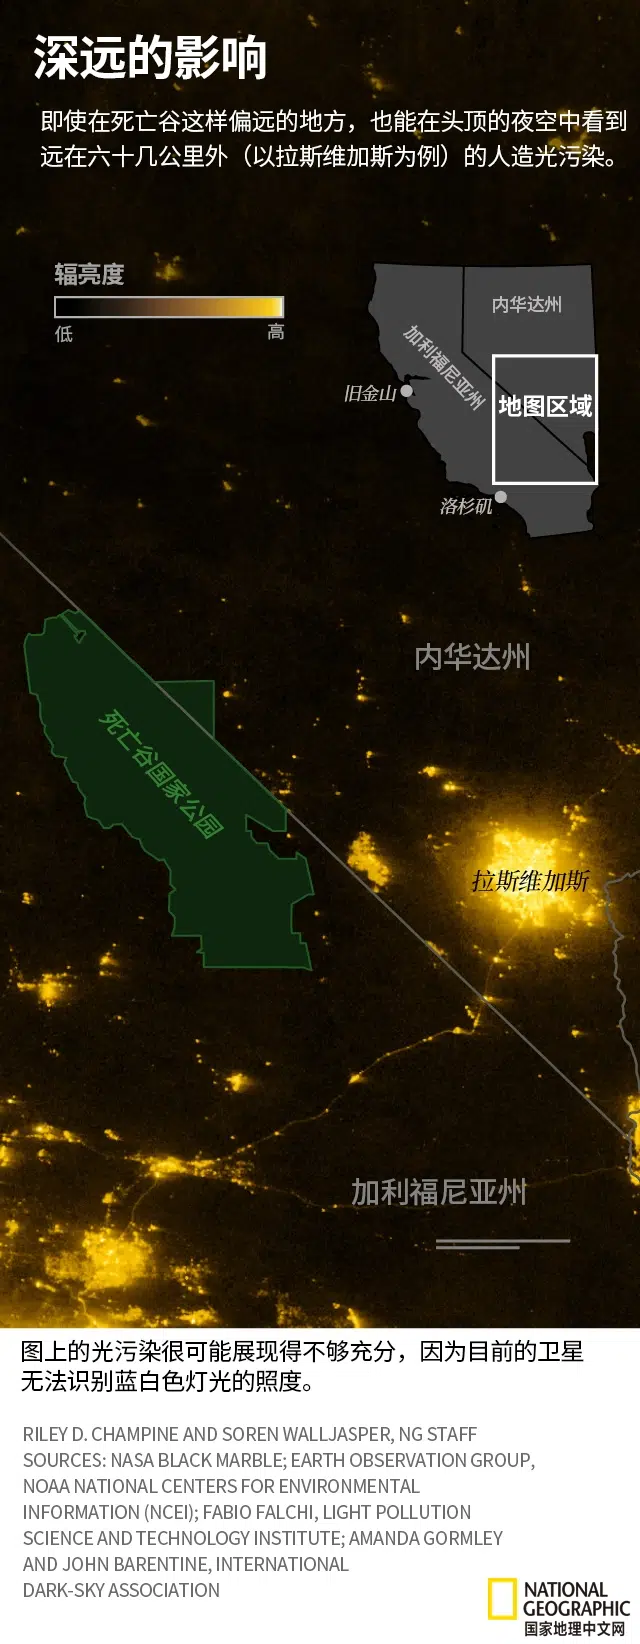 深远的影响
即使在死亡谷这样偏远的地方，也能在头顶的夜空中看到
远在六十几公里外（以拉斯维加斯为例）的人造光污染。
辐亮度
低
高
内华达州
加利福尼亚州
旧金山
地图区域
洛杉矶
内华达州
死亡谷国家公园
拉斯维加斯
加利福尼亚州
图上的光污染很可能展现得不够充分，因为目前的卫星
无法识别蓝白色灯光的照度。
RILEY D. CHAMPINE AND SOREN WALLJASPER, NG STAFF
SOURCES: NASA BLACK MARBLE; EARTH OBSERVATION GROUP,
NOAA NATIONAL CENTERS FOR ENVIRONMENTAL
INFORMATION (NCEI); FABIO FALCHI, LIGHT POLLUTION
SCIENCE AND TECHNOLOGY INSTITUTE; AMANDA GORMLEY
AND JOHN BARENTINE, INTERNATIONAL
DARK-SKY ASSOCIATION
NATIONAL
GEOGRAPHIC
国家地理中文网